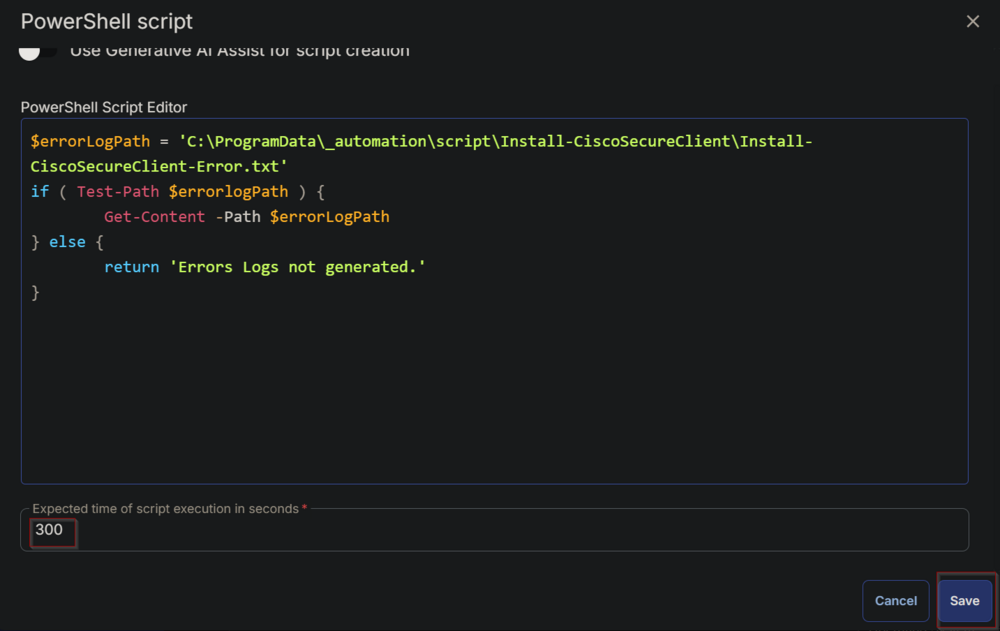 PowerShell script
Use Generative AI Assist for script creation
PowerShell Script Editor
$errorLogPath = 'C:\ProgramData\_automation\script\Install-CiscoSecureClient\Install-
CiscoSecureClient-Error.txt'
if ( Test-Path $errorlogPath ) {
        Get-Content -Path $errorLogPath
} else {
        return 'Errors Logs not generated.'
}
Expected time of script execution in seconds *
300
Cancel
Save